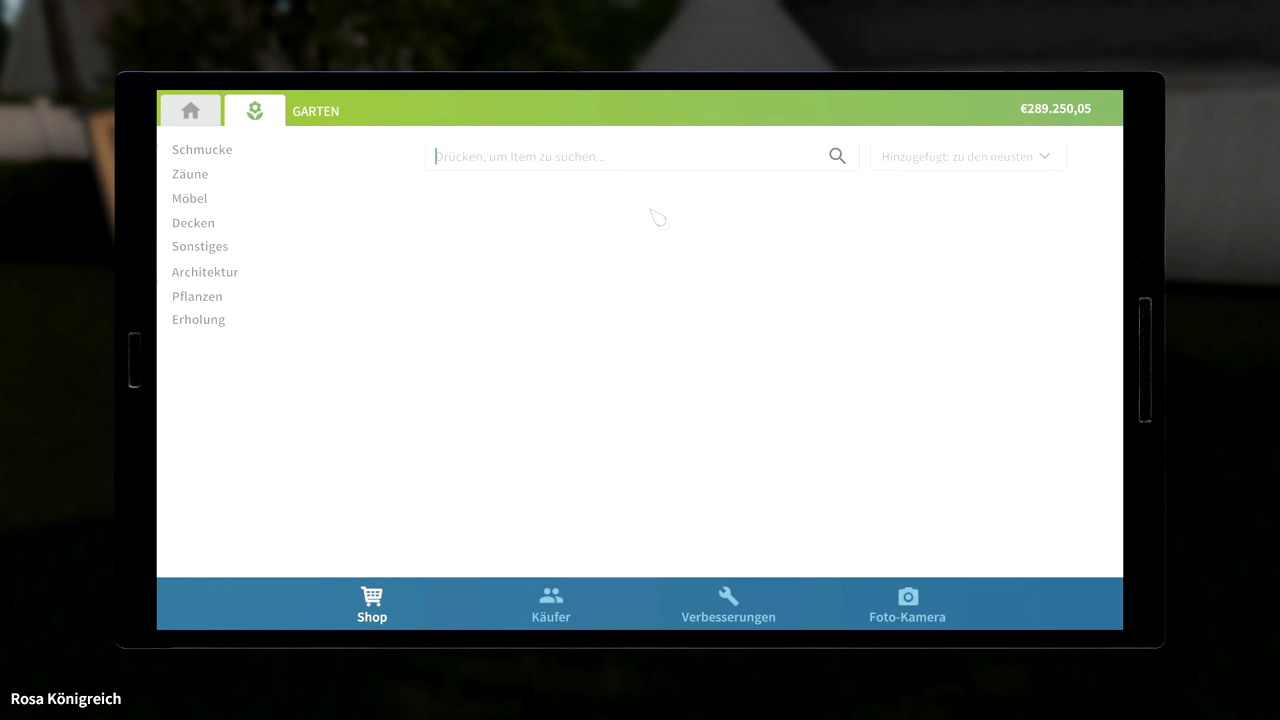 GARTEN
€289.250,05
Drücken, um Item zu suchen...
Hinzugefügt: zu den neusten
Schmucke
Zäune
Möbel
Decken
Sonstiges
Architektur
Pflanzen
Erholung
Shop
Käufer
Verbesserungen
Foto-Kamera
Rosa Königreich